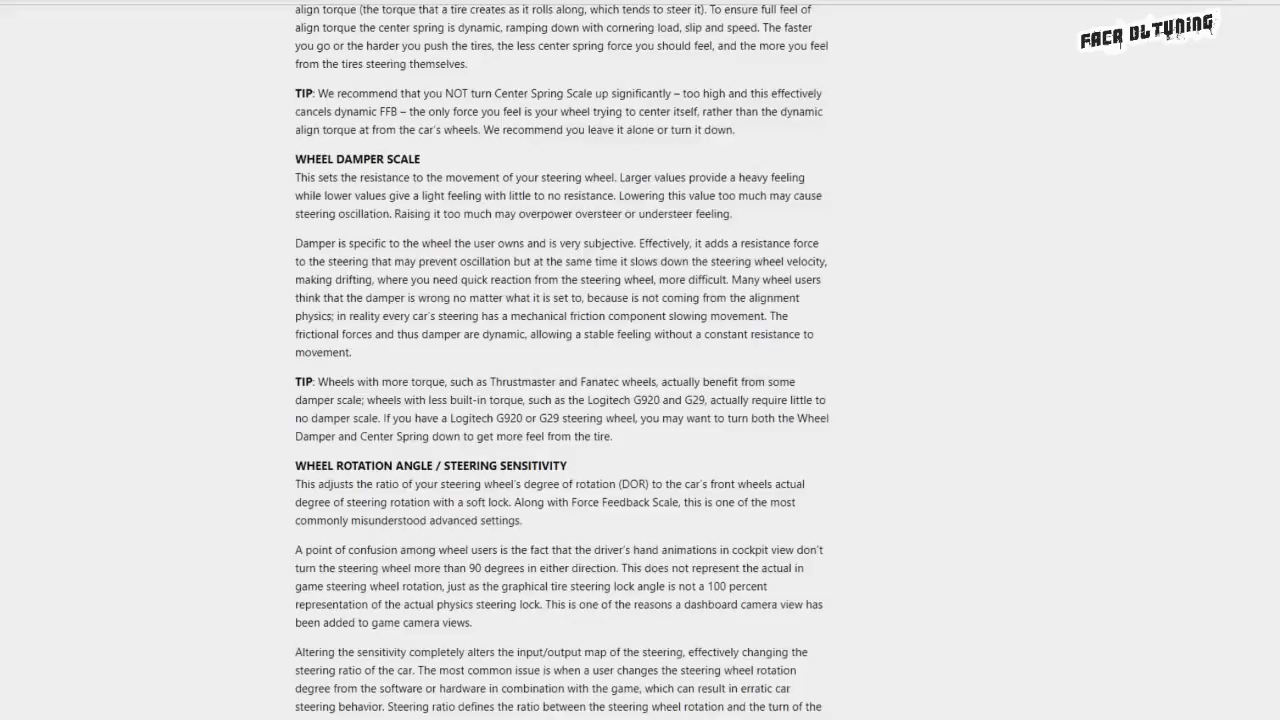 align torque (the torque that a tire creates as it rolls along, which tends to steer it). To ensure full feel of
align torque the center spring is dynamic, ramping down with cornering load, slip and speed. The faster
you go or the harder you push the tires, the less center spring force you should feel, and the more you feel
from the tires steering themselves.
TIP: We recommend that you NOT turn Center Spring Scale up significantly – too high and this effectively
cancels dynamic FFB – the only force you feel is your wheel trying to center itself, rather than the dynamic
align torque at from the car's wheels. We recommend you leave it alone or turn it down.
WHEEL DAMPER SCALE
This sets the resistance to the movement of your steering wheel. Larger values provide a heavy feeling
while lower values give a light feeling with little to no resistance. Lowering this value too much may cause
steering oscillation. Raising it too much may overpower oversteer or understeer feeling.
Damper is specific to the wheel the user owns and is very subjective. Effectively, it adds a resistance force
to the steering that may prevent oscillation but at the same time it slows down the steering wheel velocity,
making drifting, where you need quick reaction from the steering wheel, more difficult. Many wheel users
think that the damper is wrong no matter what it is set to, because is not coming from the alignment
physics; in reality every car's steering has a mechanical friction component slowing movement. The
frictional forces and thus damper are dynamic, allowing a stable feeling without a constant resistance to
movement.
TIP: Wheels with more torque, such as Thrustmaster and Fanatec wheels, actually benefit from some
damper scale; wheels with less built-in torque, such as the Logitech G920 and G29, actually require little to
no damper scale. If you have a Logitech G920 or G29 steering wheel, you may want to turn both the Wheel
Damper and Center Spring down to get more feel from the tire.
WHEEL ROTATION ANGLE / STEERING SENSITIVITY
This adjusts the ratio of your steering wheel's degree of rotation (DOR) to the car's front wheels actual
degree of steering rotation with a soft lock. Along with Force Feedback Scale, this is one of the most
commonly misunderstood advanced settings.
A point of confusion among wheel users is the fact that the driver's hand animations in cockpit view don't
turn the steering wheel more than 90 degrees in either direction. This does not represent the actual in
game steering wheel rotation, just as the graphical tire steering lock angle is not a 100 percent
representation of the actual physics steering lock. This is one of the reasons a dashboard camera view has
been added to game camera views.
Altering the sensitivity completely alters the input/output map of the steering, effectively changing the
steering ratio of the car. The most common issue is when a user changes the steering wheel rotation
degree from the software or hardware in combination with the game, which can result in erratic car
steering behavior. Steering ratio defines the ratio between the steering wheel rotation and the turn of the
FACA DL TUNING